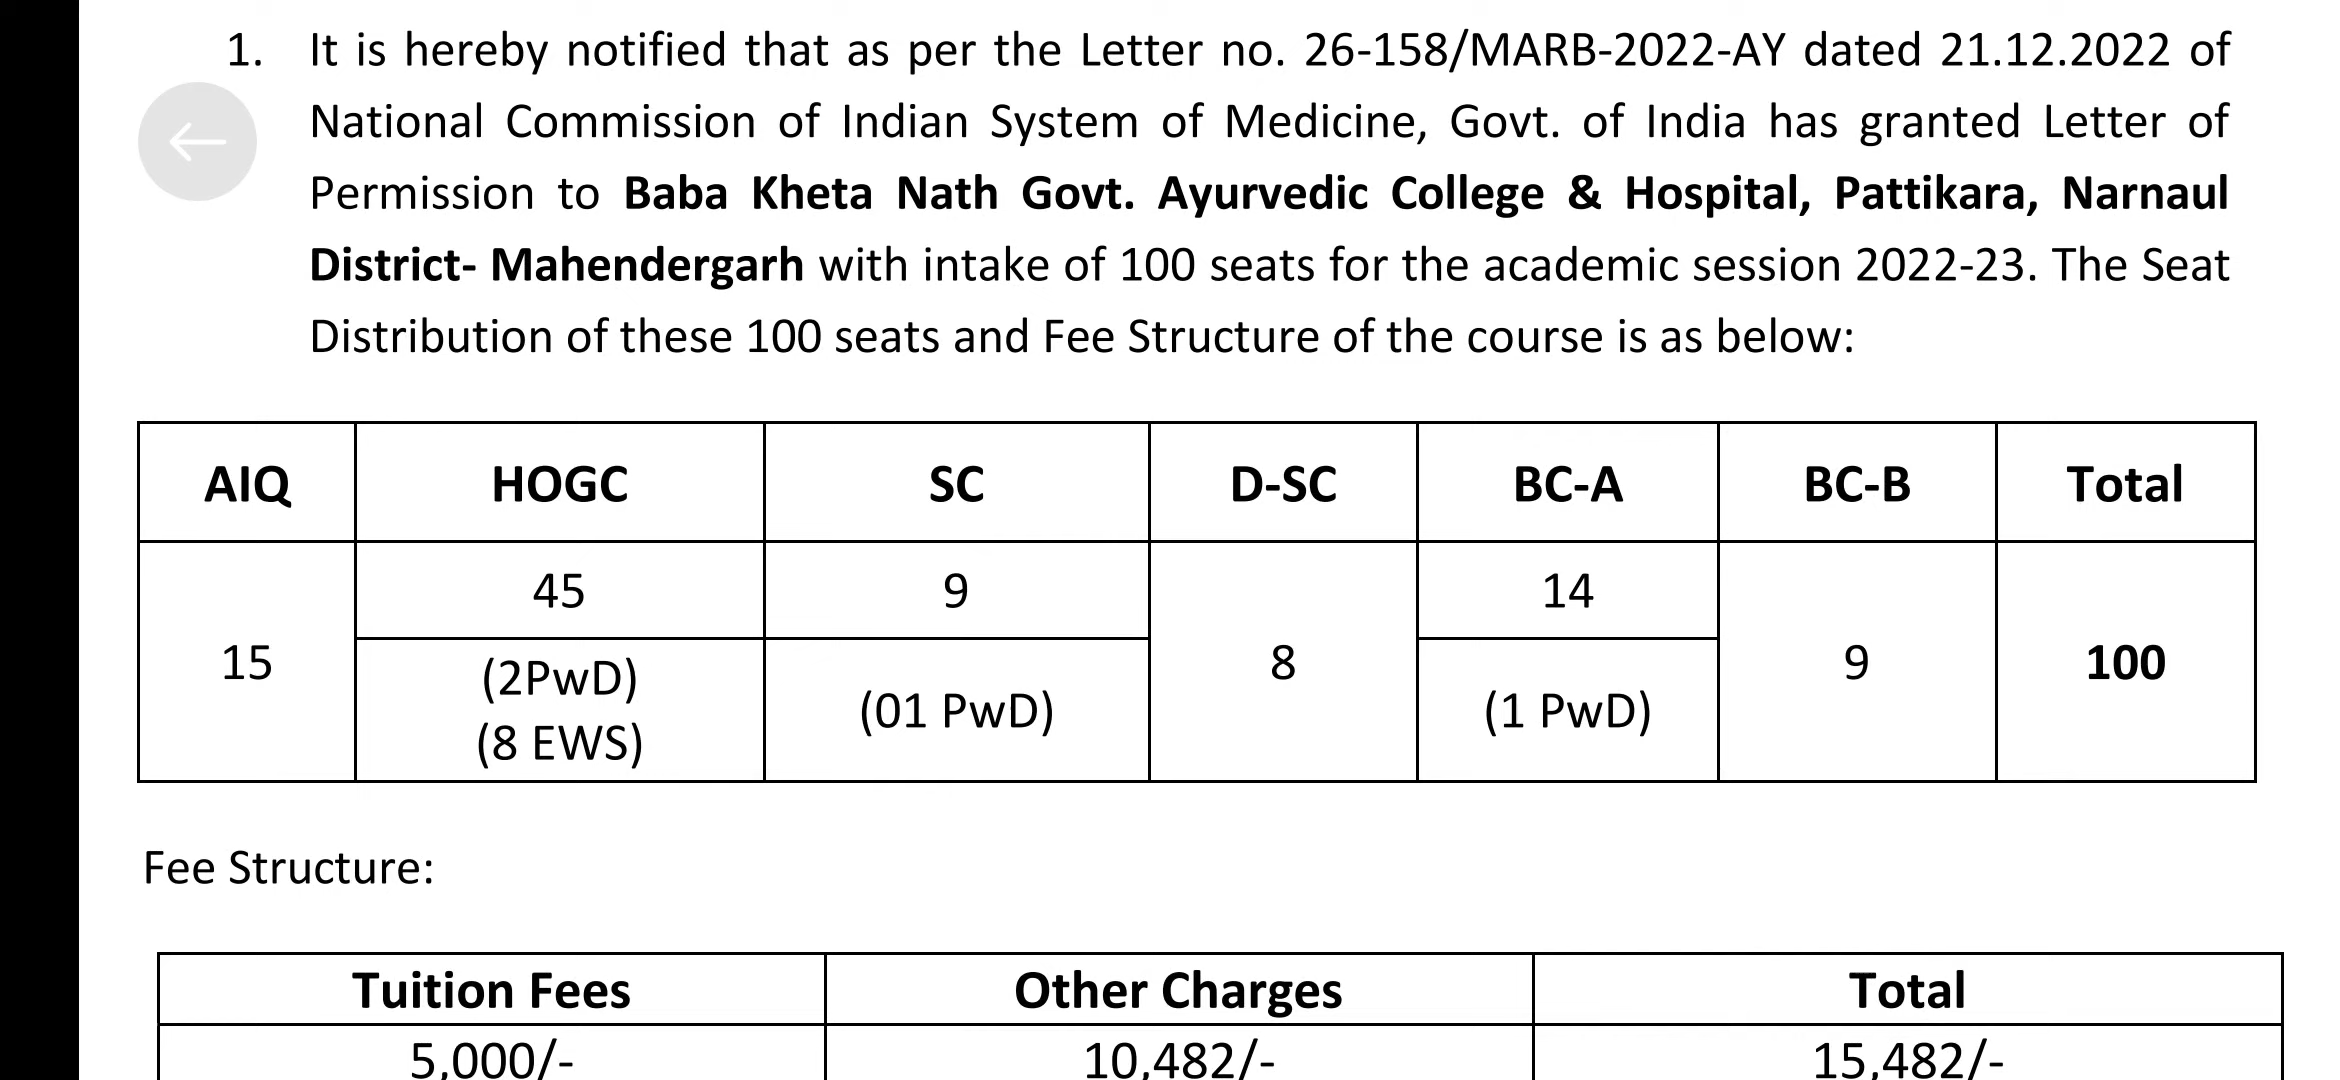 1. It is hereby notified that as per the Letter no. 26-158/MARB-2022-AY dated 21.12.2022 of
National Commission of Indian System of Medicine, Govt. of India has granted Letter of
Permission to Baba Kheta Nath Govt. Ayurvedic College & Hospital, Pattikara, Narnaul
District- Mahendergarh with intake of 100 seats for the academic session 2022-23. The Seat
Distribution of these 100 seats and Fee Structure of the course is as below:
AIQ HOGC SC D-SC BC-A BC-B Total
45 9 14
15 8 9 100
(2PwD)
(01 PwD) (1 PwD)
(8 EWS)
Fee Structure:
Tuition Fees Other Charges Total
5,000/- 10,482/- 15,482/-